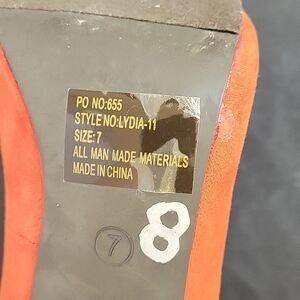 PO NO:655
STYLE NO:LYDIA-11
SIZE:7
ALL MAN MADE MATERIALS
MADE IN CHINA
8
7